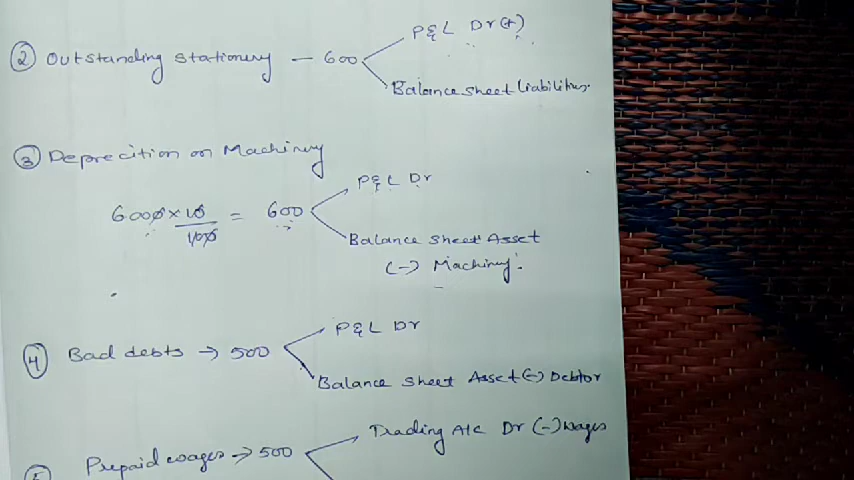 P&L Dr(+)
② Outstanding Stationery — 600
Balance sheet Liabilities.
③ Deprecition on Machinery
P&L Dr
6000 × 10 / 100 = 600
Balance Sheet Asset
(-) Machinery.
P&L Dr
④ Bad debts → 500
Balance Sheet Asset (-) Debtor
Trading A/c Dr (-) wages
⑤ Prepaid wages → 500